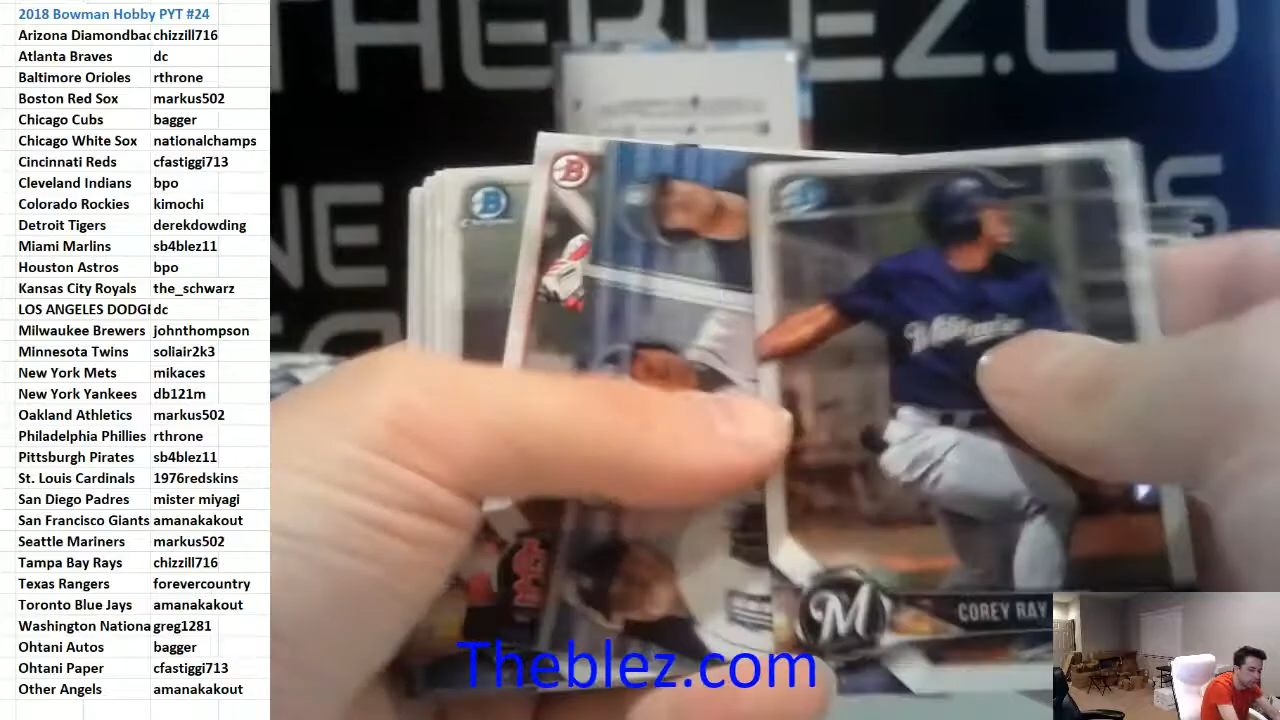 2018 Bowman Hobby PYT #24
Arizona Diamondbac chizzill716
Atlanta Braves dc
Baltimore Orioles rthrone
Boston Red Sox markus502
Chicago Cubs bagger
Chicago White Sox nationalchamps
Cincinnati Reds cfastiggi713
Cleveland Indians bpo
Colorado Rockies kimochi
Detroit Tigers derekdowding
Miami Marlins sb4blez11
Houston Astros bpo
Kansas City Royals the_schwarz
LOS ANGELES DODGE dc
Milwaukee Brewers johnthompson
Minnesota Twins soliair2k3
New York Mets mikaces
New York Yankees db121m
Oakland Athletics markus502
Philadelphia Phillies rthrone
Pittsburgh Pirates sb4blez11
St. Louis Cardinals 1976redskins
San Diego Padres mister miyagi
San Francisco Giants amanakakout
Seattle Mariners markus502
Tampa Bay Rays chizzill716
Texas Rangers forevercountry
Toronto Blue Jays amanakakout
Washington Nationa greg1281
Ohtani Autos bagger
Ohtani Paper cfastiggi713
Other Angels amanakakout
THEBLEZ.CO
NE
B
B
B
M
COREY RAY
Theblez.com